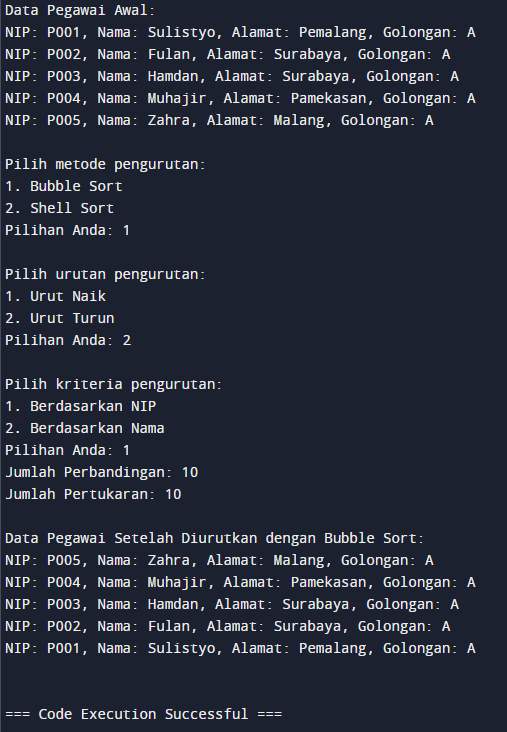 Data Pegawai Awal:
NIP: P001, Nama: Sulistyo, Alamat: Pemalang, Golongan: A
NIP: P002, Nama: Fulan, Alamat: Surabaya, Golongan: A
NIP: P003, Nama: Hamdan, Alamat: Surabaya, Golongan: A
NIP: P004, Nama: Muhajir, Alamat: Pamekasan, Golongan: A
NIP: P005, Nama: Zahra, Alamat: Malang, Golongan: A

Pilih metode pengurutan:
1. Bubble Sort
2. Shell Sort
Pilihan Anda: 1

Pilih urutan pengurutan:
1. Urut Naik
2. Urut Turun
Pilihan Anda: 2

Pilih kriteria pengurutan:
1. Berdasarkan NIP
2. Berdasarkan Nama
Pilihan Anda: 1
Jumlah Perbandingan: 10
Jumlah Pertukaran: 10

Data Pegawai Setelah Diurutkan dengan Bubble Sort:
NIP: P005, Nama: Zahra, Alamat: Malang, Golongan: A
NIP: P004, Nama: Muhajir, Alamat: Pamekasan, Golongan: A
NIP: P003, Nama: Hamdan, Alamat: Surabaya, Golongan: A
NIP: P002, Nama: Fulan, Alamat: Surabaya, Golongan: A
NIP: P001, Nama: Sulistyo, Alamat: Pemalang, Golongan: A

=== Code Execution Successful ===